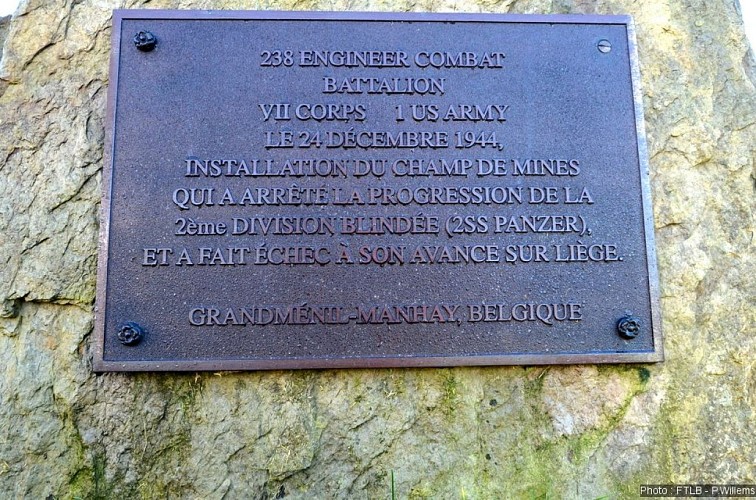 238 ENGINEER COMBAT
BATTALION
VII CORPS 1 US ARMY
LE 24 DÉCEMBRE 1944,
INSTALLATION DU CHAMP DE MINES
QUI A ARRÊTÉ LA PROGRESSION DE LA
2ème DIVISION BLINDÉE (2SS PANZER),
ET A FAIT ÉCHEC À SON AVANCE SUR LIÈGE.
GRANDMÉNIL-MANHAY, BELGIQUE
Photo : FTLB - P.Willems